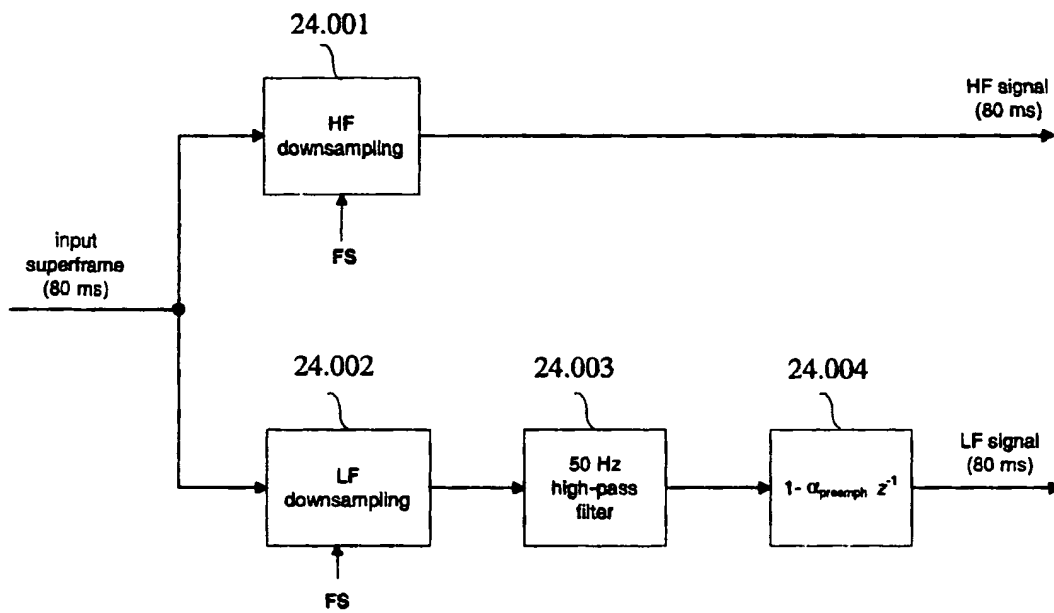 24.001
HF
downsampling
FS
HF signal
(80 ms)
input
superframe
(80 ms)
24.002
LF
downsampling
FS
24.003
50 Hz
high-pass
filter
24.004
1- α_preemph z⁻¹
LF signal
(80 ms)